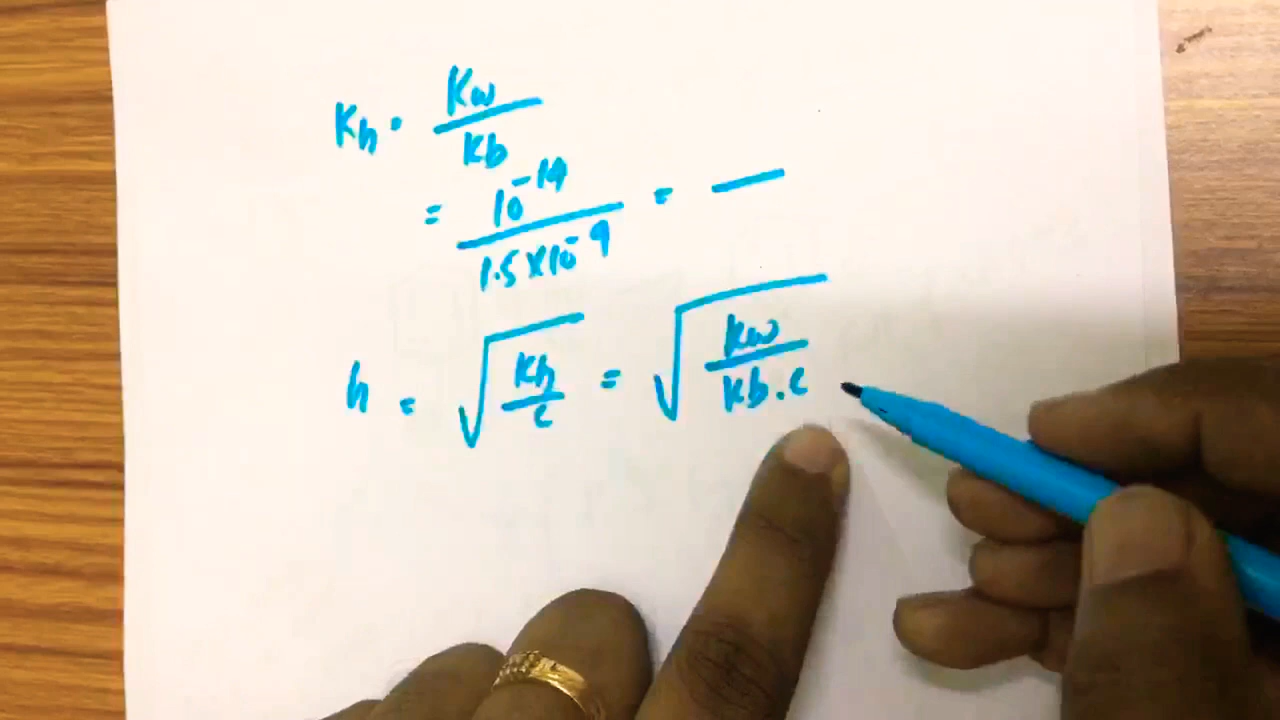 Kh = Kw/Kb
= 10^-14 / 1.5×10^-9 = —
h = √(Kh/c) = √(Kw/Kb.c)